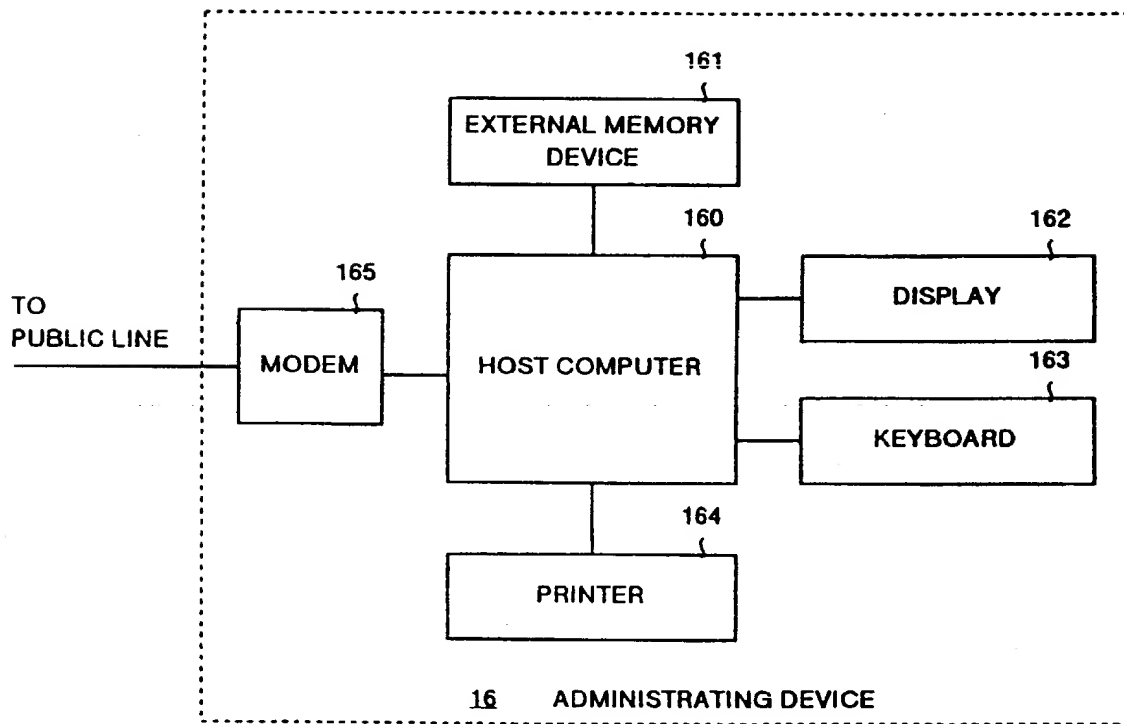 161
EXTERNAL MEMORY
DEVICE
160
162
165
TO
PUBLIC LINE
MODEM
HOST COMPUTER
DISPLAY
163
KEYBOARD
164
PRINTER
16 ADMINISTRATING DEVICE